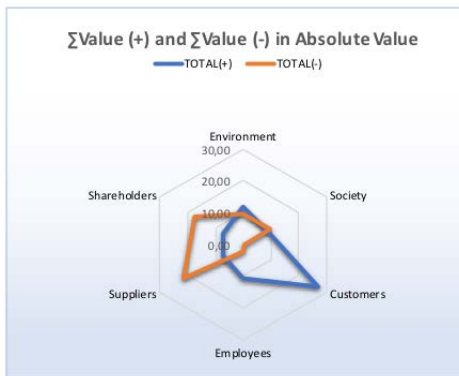 ∑Value (+) and ∑Value (-) in Absolute Value
TOTAL(+) TOTAL(-)
Environment
30,00
Shareholders
20,00
Society
10,00
0,00
Suppliers
Customers
Employees